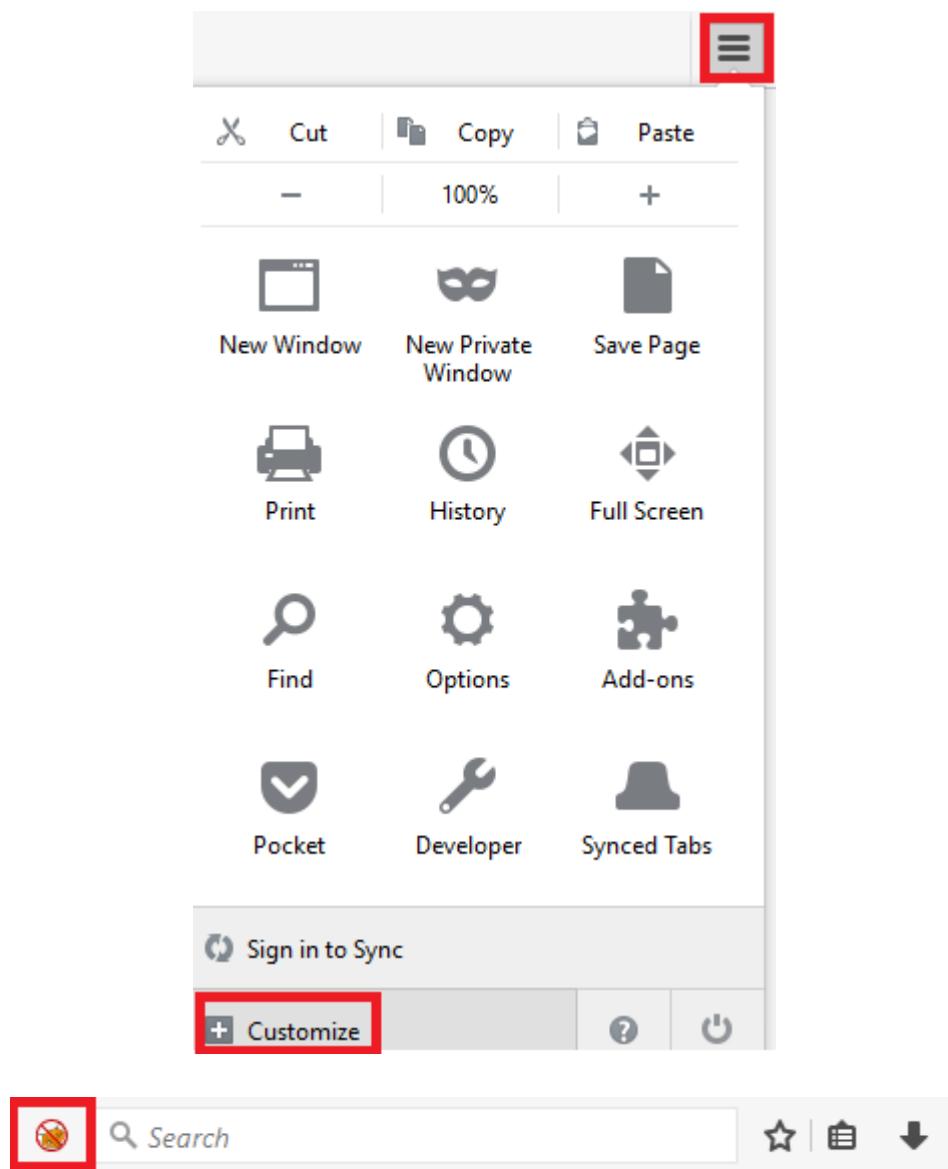 Cut Copy Paste
− 100% +
New Window New Private Window Save Page
Print History Full Screen
Find Options Add-ons
Pocket Developer Synced Tabs
Sign in to Sync
+ Customize ?
Search